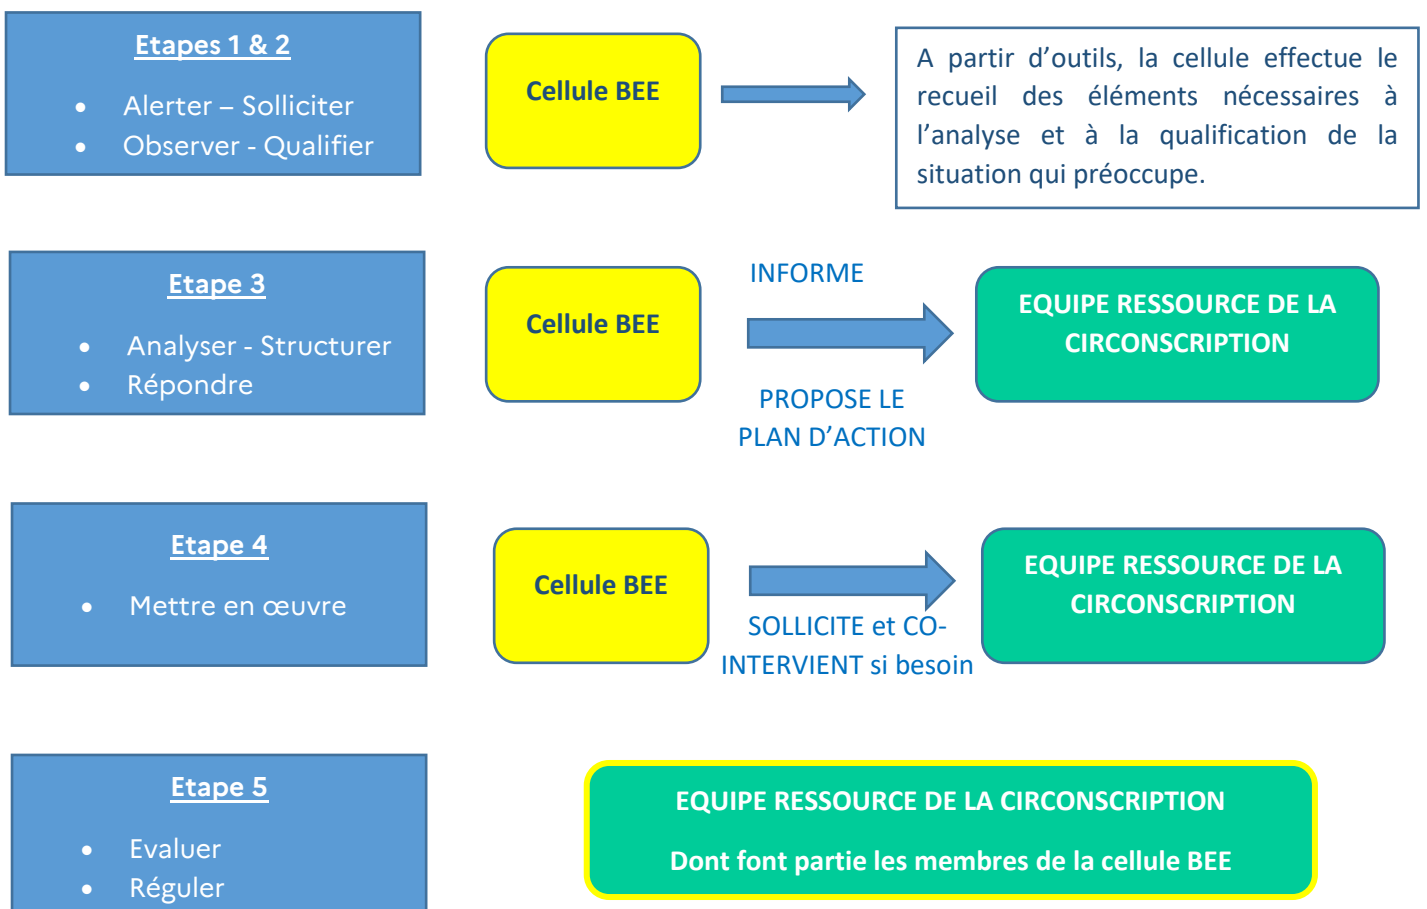 Etapes 1 & 2
• Alerter – Solliciter
• Observer - Qualifier
Cellule BEE
A partir d’outils, la cellule effectue le
recueil des éléments nécessaires à
l’analyse et à la qualification de la
situation qui préoccupe.
Etape 3
• Analyser - Structurer
• Répondre
Cellule BEE
INFORME
PROPOSE LE
PLAN D’ACTION
EQUIPE RESSOURCE DE LA
CIRCONSCRIPTION
Etape 4
• Mettre en œuvre
Cellule BEE
SOLLICITE et CO-
INTERVIENT si besoin
EQUIPE RESSOURCE DE LA
CIRCONSCRIPTION
Etape 5
• Evaluer
• Réguler
EQUIPE RESSOURCE DE LA CIRCONSCRIPTION
Dont font partie les membres de la cellule BEE